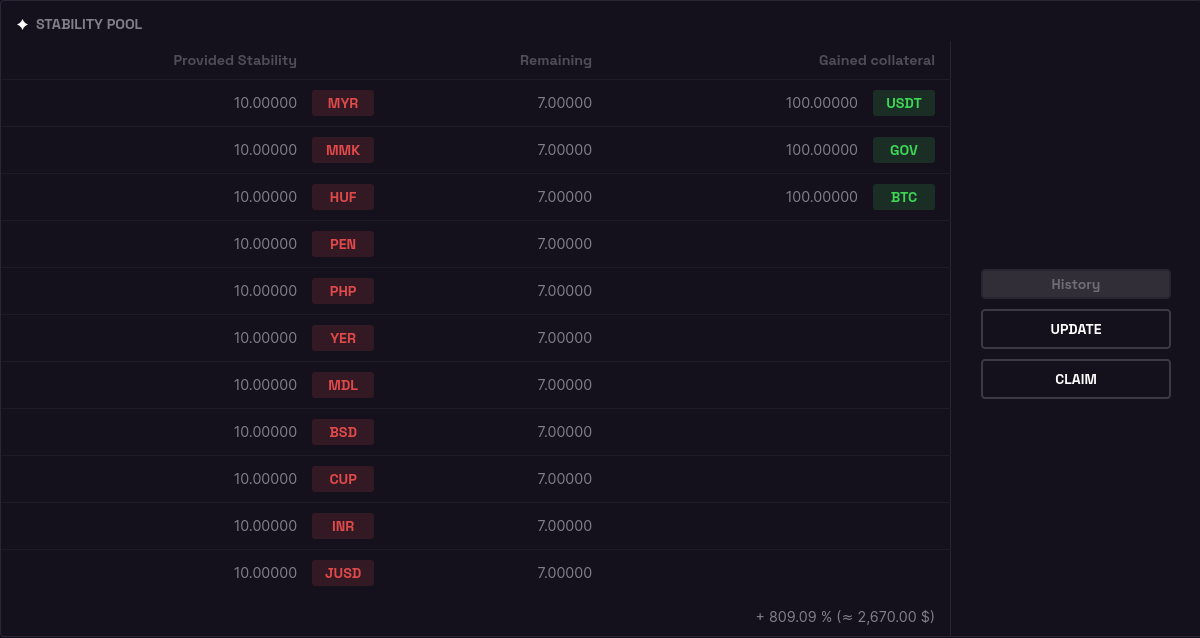 STABILITY POOL
Provided Stability Remaining Gained collateral
10.00000 MYR 7.00000 100.00000 USDT
10.00000 MMK 7.00000 100.00000 GOV
10.00000 HUF 7.00000 100.00000 BTC
10.00000 PEN 7.00000
10.00000 PHP 7.00000
10.00000 YER 7.00000
10.00000 MDL 7.00000
10.00000 BSD 7.00000
10.00000 CUP 7.00000
10.00000 INR 7.00000
10.00000 JUSD 7.00000
+ 809.09 % (≈ 2,670.00 $)
History
UPDATE
CLAIM